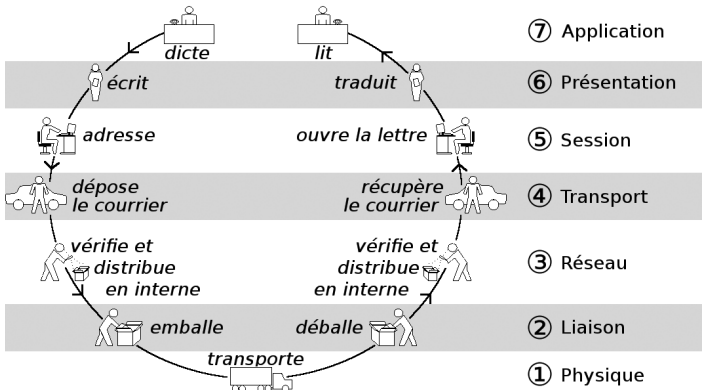 dicte
lit
⑦ Application
écrit
traduit
⑥ Présentation
adresse
ouvre la lettre
⑤ Session
dépose
le courrier
récupère
le courrier
④ Transport
vérifie et
distribue
en interne
vérifie et
distribue
en interne
③ Réseau
emballe
déballe
② Liaison
transporte
① Physique